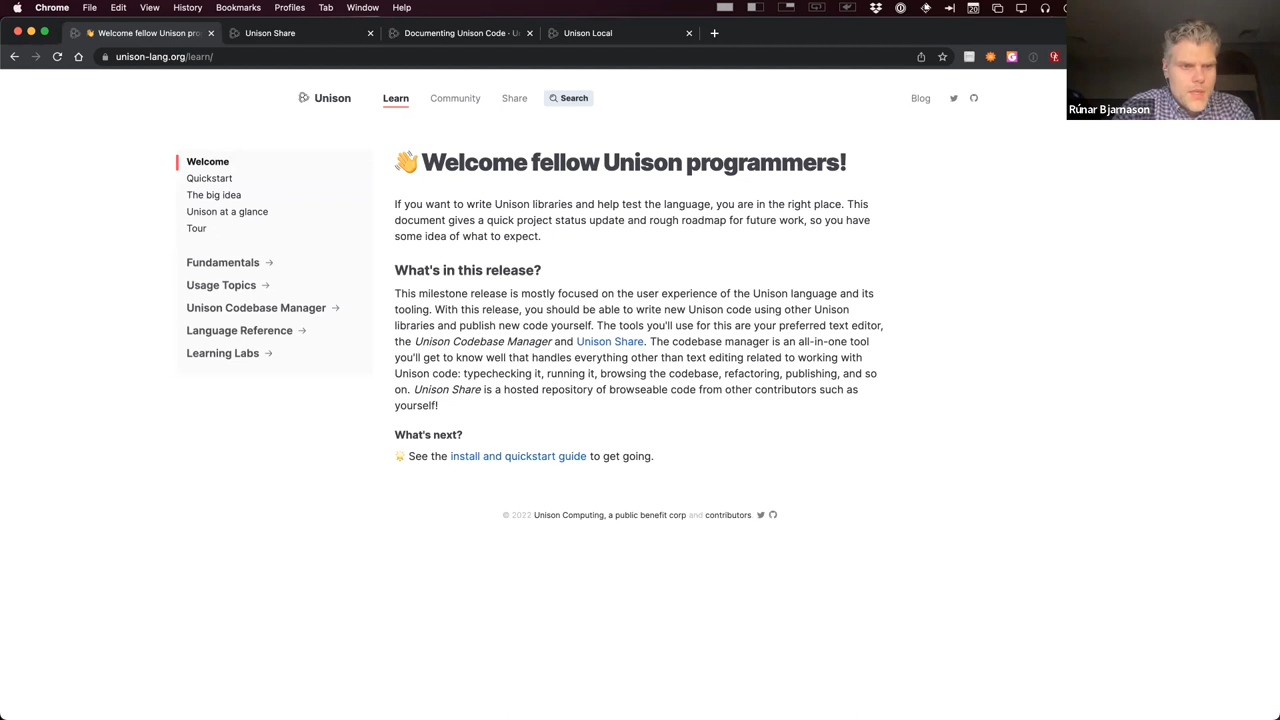 Chrome File Edit View History Bookmarks Profiles Tab Window Help
👋 Welcome fellow Unison pro
Unison Share
Documenting Unison Code · U
Unison Local
unison-lang.org/learn/
Rúnar Bjarnason
Unison Learn Community Share Search Blog
Welcome
Quickstart
The big idea
Unison at a glance
Tour
Fundamentals →
Usage Topics →
Unison Codebase Manager →
Language Reference →
Learning Labs →
👋 Welcome fellow Unison programmers!
If you want to write Unison libraries and help test the language, you are in the right place. This
document gives a quick project status update and rough roadmap for future work, so you have
some idea of what to expect.
What's in this release?
This milestone release is mostly focused on the user experience of the Unison language and its
tooling. With this release, you should be able to write new Unison code using other Unison
libraries and publish new code yourself. The tools you'll use for this are your preferred text editor,
the Unison Codebase Manager and Unison Share. The codebase manager is an all-in-one tool
you'll get to know well that handles everything other than text editing related to working with
Unison code: typechecking it, running it, browsing the codebase, refactoring, publishing, and so
on. Unison Share is a hosted repository of browseable code from other contributors such as
yourself!
What's next?
See the install and quickstart guide to get going.
© 2022 Unison Computing, a public benefit corp and contributors.